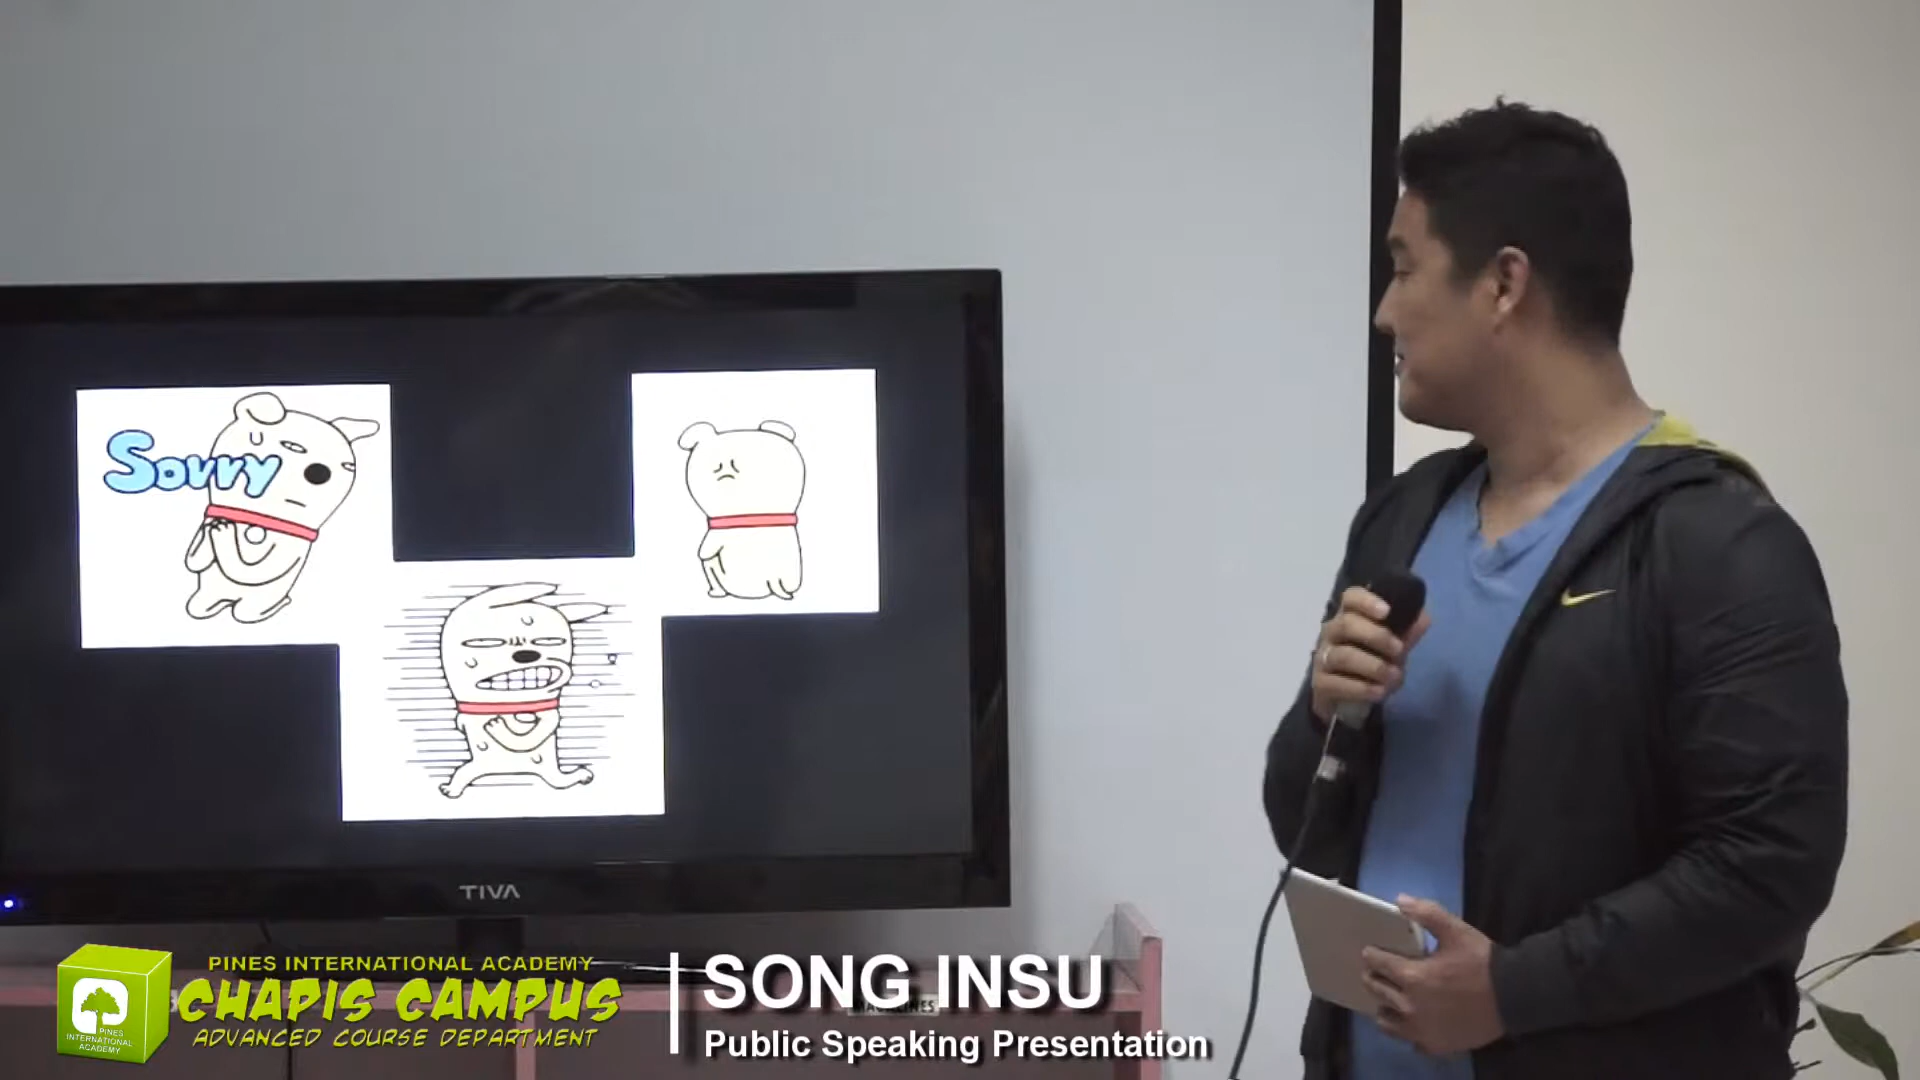 Sorry
TIVA
PINES INTERNATIONAL ACADEMY
CHAPIS CAMPUS
ADVANCED COURSE DEPARTMENT
PINES
INTERNATIONAL
ACADEMY
SONG INSU
Public Speaking Presentation